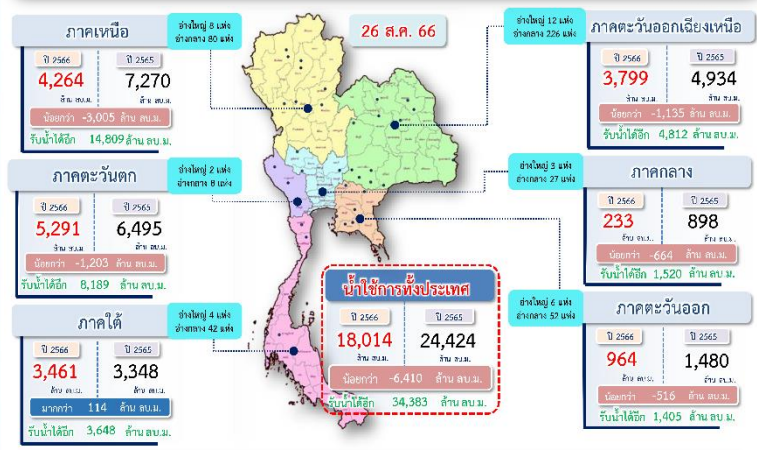 ภาคเหนือ
ปี 2566 ปี 2565
4,264 7,270
ล้าน ลบ.ม. ล้าน ลบ.ม.
น้อยกว่า -3,005 ล้าน ลบ.ม.
รับน้ำได้อีก 14,809 ล้าน ลบ.ม.
อ่างใหญ่ 8 แห่ง
อ่างกลาง 80 แห่ง
26 ส.ค. 66
อ่างใหญ่ 12 แห่ง
อ่างกลาง 226 แห่ง
ภาคตะวันออกเฉียงเหนือ
ปี 2566 ปี 2565
3,799 4,934
ล้าน ลบ.ม. ล้าน ลบ.ม.
น้อยกว่า -1,135 ล้าน ลบ.ม.
รับน้ำได้อีก 4,812 ล้าน ลบ.ม.
ภาคตะวันตก
ปี 2566 ปี 2565
5,291 6,495
ล้าน ลบ.ม. ล้าน ลบ.ม.
น้อยกว่า -1,203 ล้าน ลบ.ม.
รับน้ำได้อีก 8,189 ล้าน ลบ.ม.
อ่างใหญ่ 2 แห่ง
อ่างกลาง 8 แห่ง
อ่างใหญ่ 3 แห่ง
อ่างกลาง 27 แห่ง
ภาคกลาง
ปี 2566 ปี 2565
233 898
ล้าน ลบ.ม. ล้าน ลบ.ม.
น้อยกว่า -664 ล้าน ลบ.ม.
รับน้ำได้อีก 1,520 ล้าน ลบ.ม.
ภาคใต้
ปี 2566 ปี 2565
3,461 3,348
ล้าน ลบ.ม. ล้าน ลบ.ม.
มากกว่า 114 ล้าน ลบ.ม.
รับน้ำได้อีก 3,648 ล้าน ลบ.ม.
อ่างใหญ่ 4 แห่ง
อ่างกลาง 42 แห่ง
น้ำใช้การทั้งประเทศ
ปี 2566 ปี 2565
18,014 24,424
ล้าน ลบ.ม. ล้าน ลบ.ม.
น้อยกว่า -6,410 ล้าน ลบ.ม.
รับน้ำได้อีก 34,383 ล้าน ลบ.ม.
อ่างใหญ่ 6 แห่ง
อ่างกลาง 52 แห่ง
ภาคตะวันออก
ปี 2566 ปี 2565
964 1,480
ล้าน ลบ.ม. ล้าน ลบ.ม.
น้อยกว่า -516 ล้าน ลบ.ม.
รับน้ำได้อีก 1,405 ล้าน ลบ.ม.